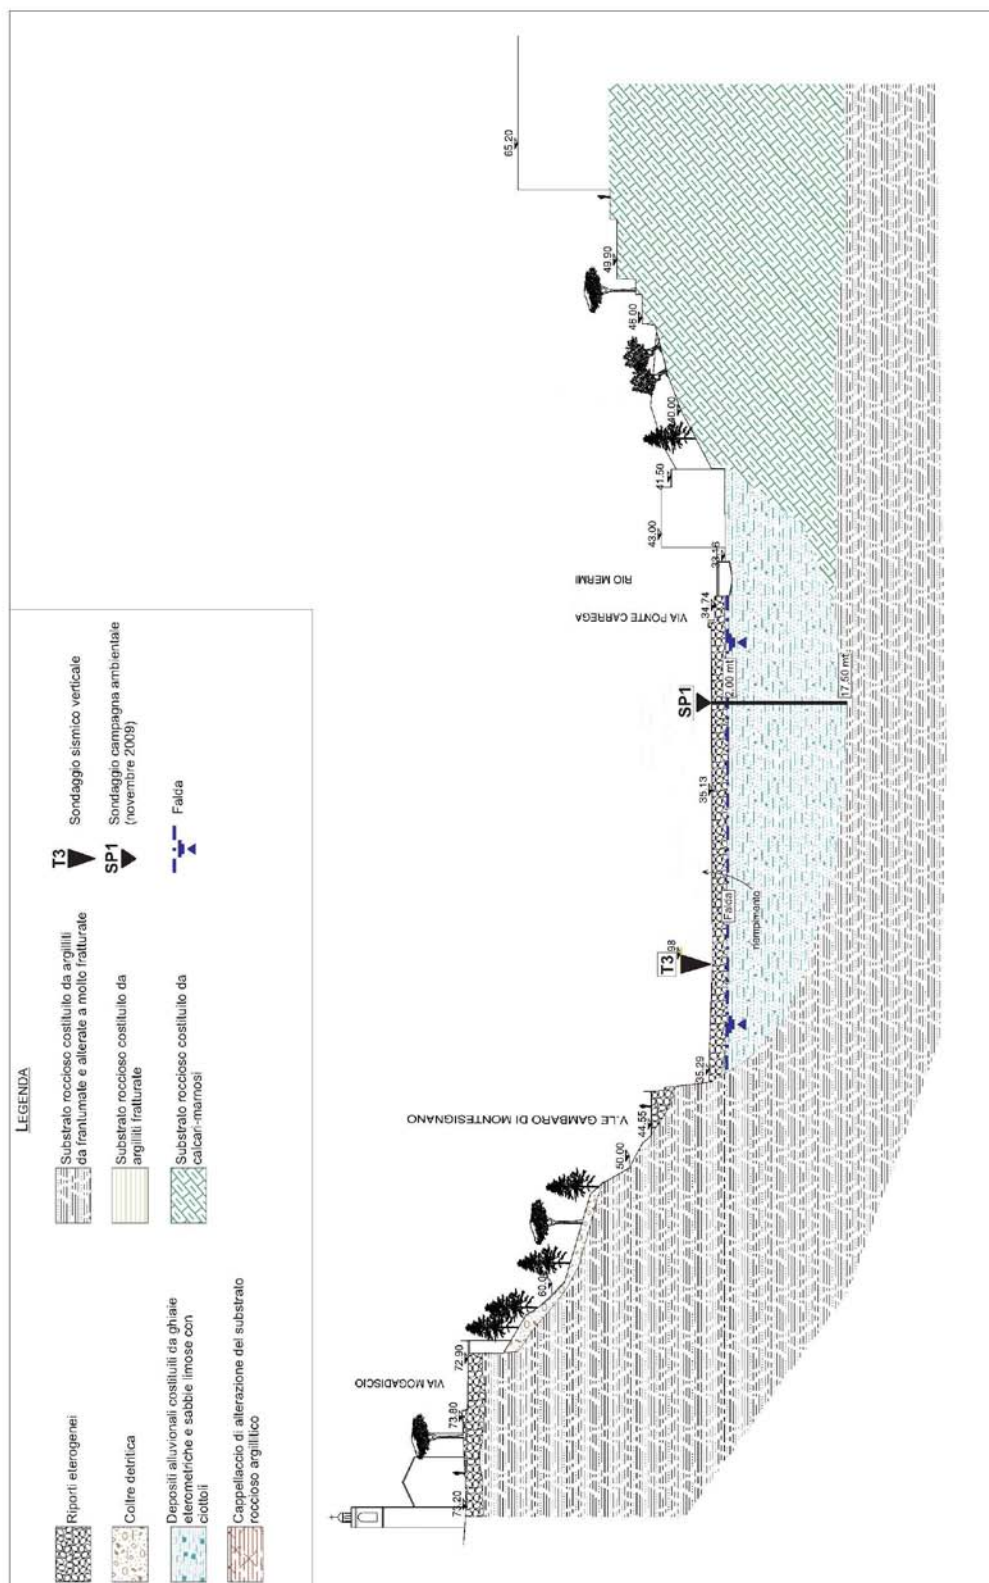 LEGENDA
Riporti eterogenei
Coltre detritica
Depositi alluvionali costituiti da ghiaie
eterometriche e sabbie limose con
ciottoli
Cappellaccio di alterazione del substrato
roccioso argillitico
Substrato roccioso costituito da argilliti
da frantumate e alterate a molto fratturate
Substrato roccioso costituito da
argilliti fratturate
Substrato roccioso costituito da
calcari-marnosi
T3
Sondaggio sismico verticale
SP1
Sondaggio campagna ambientale
(novembre 2009)
Falda
73.20
73.80
VIA MOGADISCIO
72.90
60.00
50.00
V.LE GAMBARO DI MONTESIGNANO
44.55
35.29
T3
98
Falda
riempimento
35.13
SP1
2,00 mt
17,50 mt
VIA PONTE CARREGA
34.74
RIO MERMI
33.16
43.00
41.50
40.00
48.00
49.90
65.20